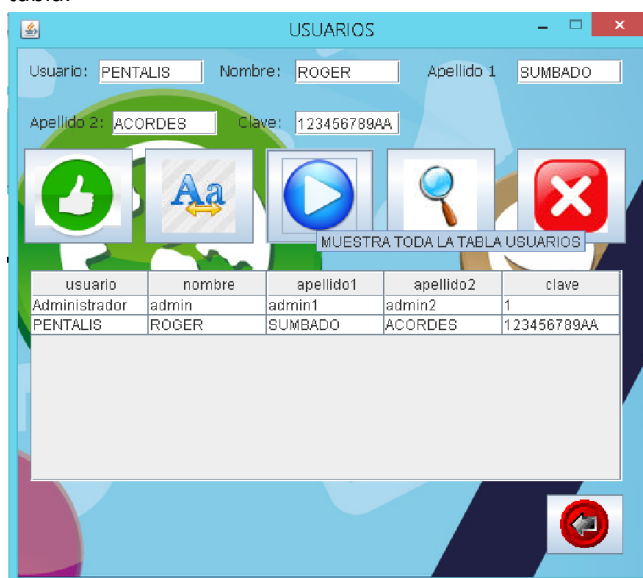 tabla.
USUARIOS
Usuario: PENTALIS Nombre: ROGER Apellido 1 SUMBADO
Apellido 2: ACORDES Clave: 123456789AA
Aa
MUESTRA TODA LA TABLA USUARIOS
usuario nombre apellido1 apellido2 clave
Administrador admin admin1 admin2 1
PENTALIS ROGER SUMBADO ACORDES 123456789AA